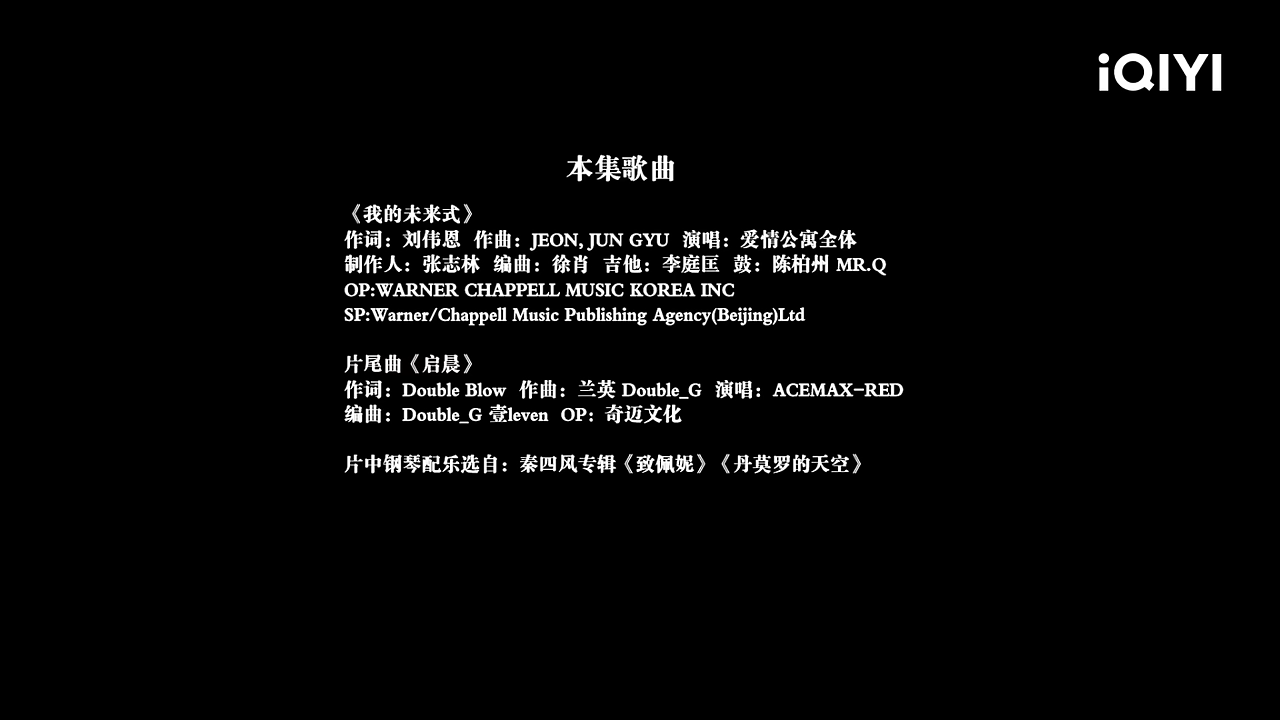 iQIYI
本集歌曲
《我的未来式》
作词：刘伟恩 作曲：JEON, JUN GYU 演唱：爱情公寓全体
制作人：张志林 编曲：徐肖 吉他：李庭匡 鼓：陈柏州 MR.Q
OP:WARNER CHAPPELL MUSIC KOREA INC
SP:Warner/Chappell Music Publishing Agency(Beijing)Ltd
片尾曲《启晨》
作词：Double Blow 作曲：兰英 Double_G 演唱：ACEMAX-RED
编曲：Double_G 壹leven OP：奇迈文化
片中钢琴配乐选自：秦四风专辑《致佩妮》《丹莫罗的天空》